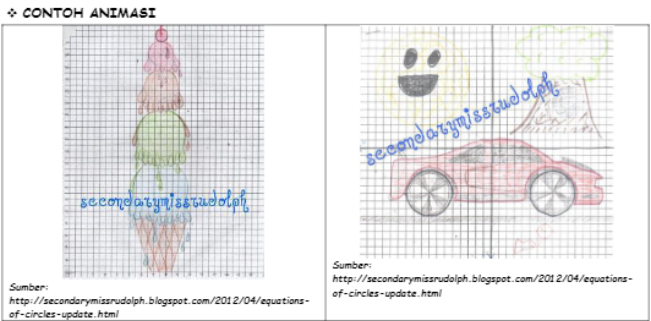 ❖ CONTOH ANIMASI
secondarymissrudolph
Sumber:
http://secondarymissrudolph.blogspot.com/2012/04/equations-
of-circles-update.html
secondarymissrudolph
Sumber:
http://secondarymissrudolph.blogspot.com/2012/04/equations-
of-circles-update.html